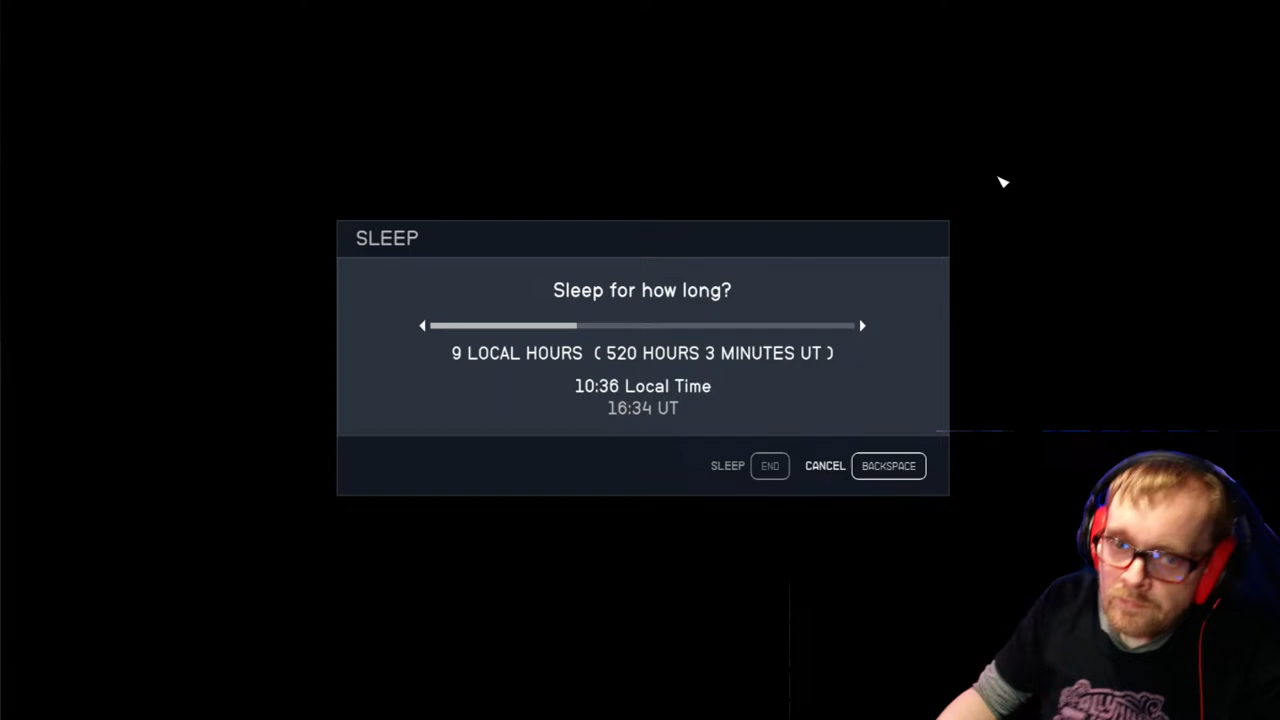 SLEEP
Sleep for how long?
9 LOCAL HOURS ( 520 HOURS 3 MINUTES UT )
10:36 Local Time
16:34 UT
SLEEP END CANCEL BACKSPACE